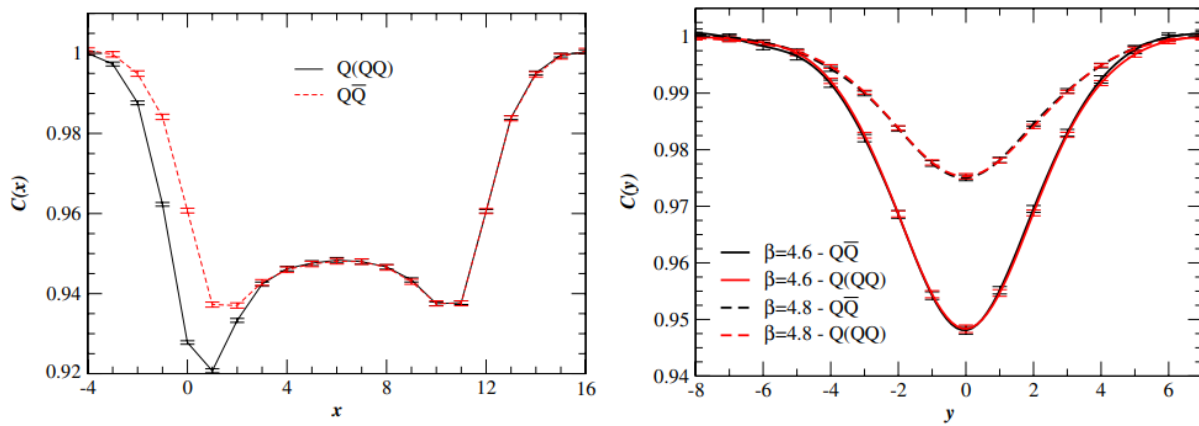 1
0.98
0.96
0.94
0.92
C(x)
-4
0
4
8
12
16
x
Q(QQ)
QQ̅
1
0.99
0.98
0.97
0.96
0.95
0.94
C(y)
-8
-6
-4
-2
0
2
4
6
y
β=4.6 - QQ̅
β=4.6 - Q(QQ)
β=4.8 - QQ̅
β=4.8 - Q(QQ)